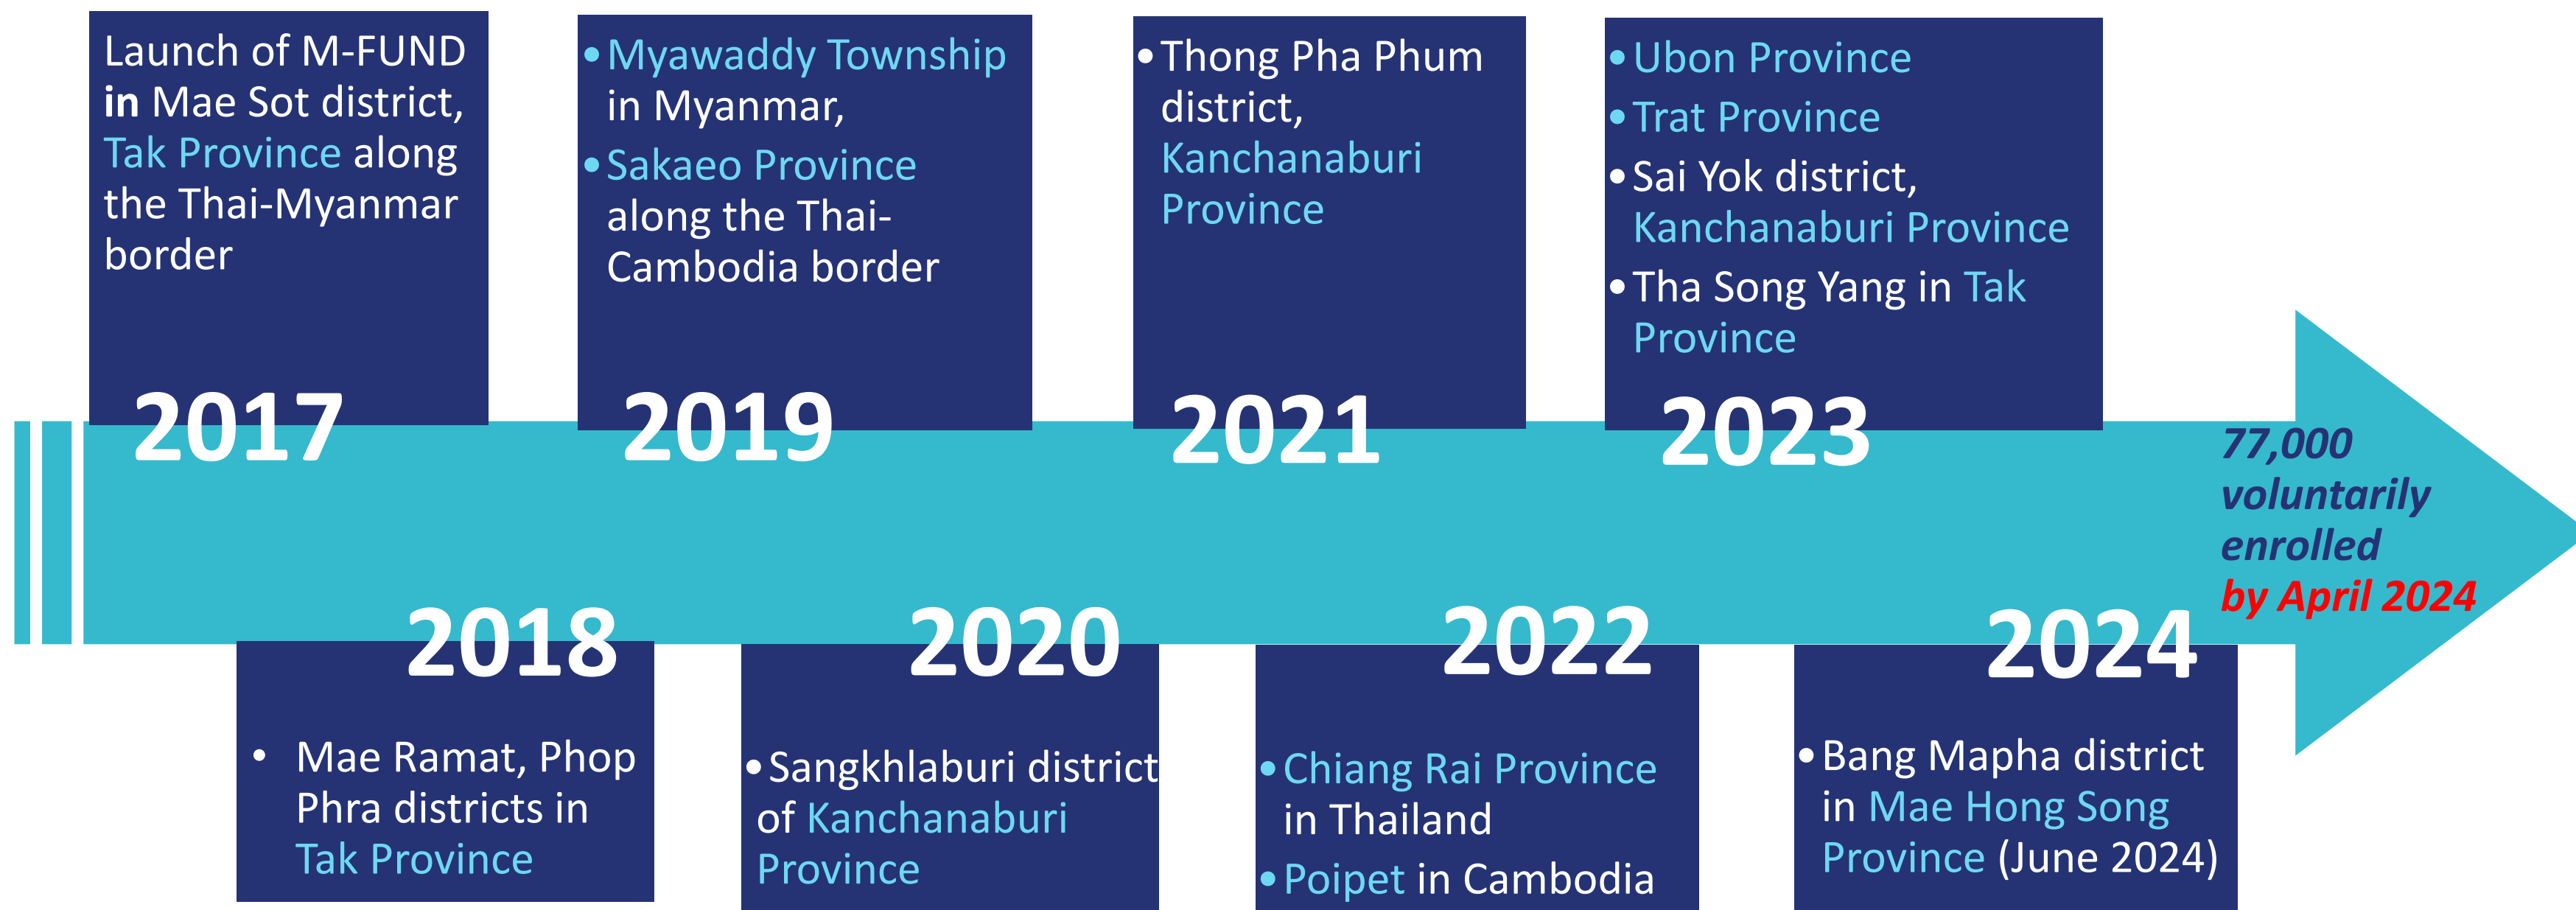 Launch of M-FUND
in Mae Sot district,
Tak Province along
the Thai-Myanmar
border
2017
• Mae Ramat, Phop
Phra districts in
Tak Province
2018
• Myawaddy Township
in Myanmar,
• Sakaeo Province
along the Thai-
Cambodia border
2019
• Sangkhlaburi district
of Kanchanaburi
Province
2020
• Thong Pha Phum
district,
Kanchanaburi
Province
2021
• Chiang Rai Province
in Thailand
• Poipet in Cambodia
2022
• Ubon Province
• Trat Province
• Sai Yok district,
Kanchanaburi Province
• Tha Song Yang in Tak
Province
2023
• Bang Mapha district
in Mae Hong Song
Province (June 2024)
2024
77,000
voluntarily
enrolled
by April 2024